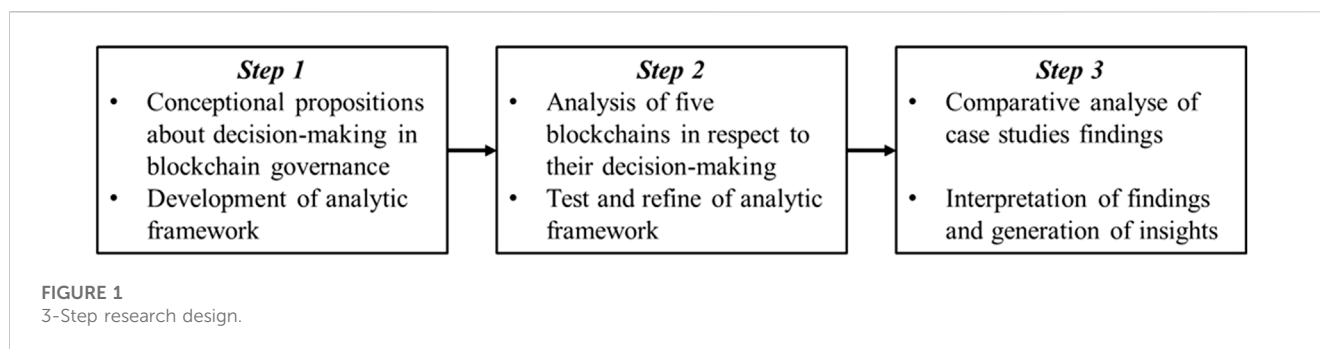 Step 1
• Conceptual propositions
about decision-making in
blockchain governance
• Development of analytic
framework
Step 2
• Analysis of five
blockchains in respect to
their decision-making
• Test and refine of analytic
framework
Step 3
• Comparative analyse of
case studies findings
• Interpretation of findings
and generation of insights
FIGURE 1
3-Step research design.